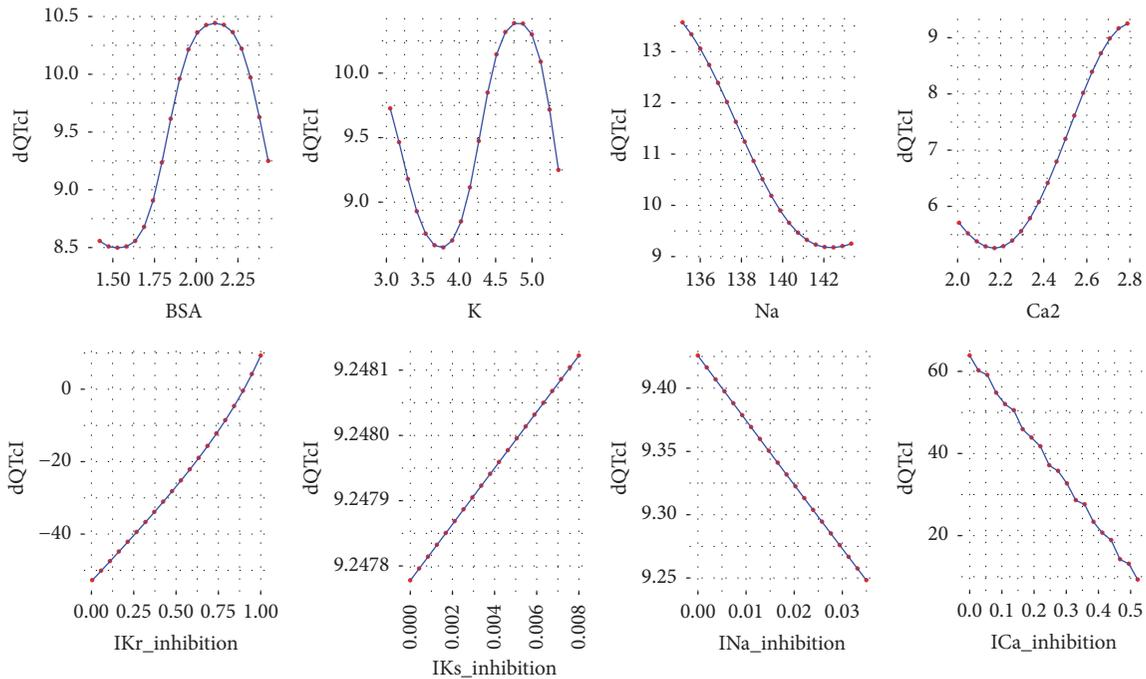 10.5
10.0
9.5
9.0
8.5
dQTcI
1.50 1.75 2.00 2.25
BSA
10.0
9.5
9.0
dQTcI
3.0 3.5 4.0 4.5 5.0
K
13
12
11
10
9
dQTcI
136 138 140 142
Na
9
8
7
6
dQTcI
2.0 2.2 2.4 2.6 2.8
Ca2
0
−20
−40
dQTcI
0.00 0.25 0.50 0.75 1.00
IKr_inhibition
9.2481
9.2480
9.2479
9.2478
dQTcI
0.000 0.002 0.004 0.006 0.008
IKs_inhibition
9.40
9.35
9.30
9.25
dQTcI
0.00 0.01 0.02 0.03
INa_inhibition
60
40
20
dQTcI
0.0 0.1 0.2 0.3 0.4 0.5
ICa_inhibition